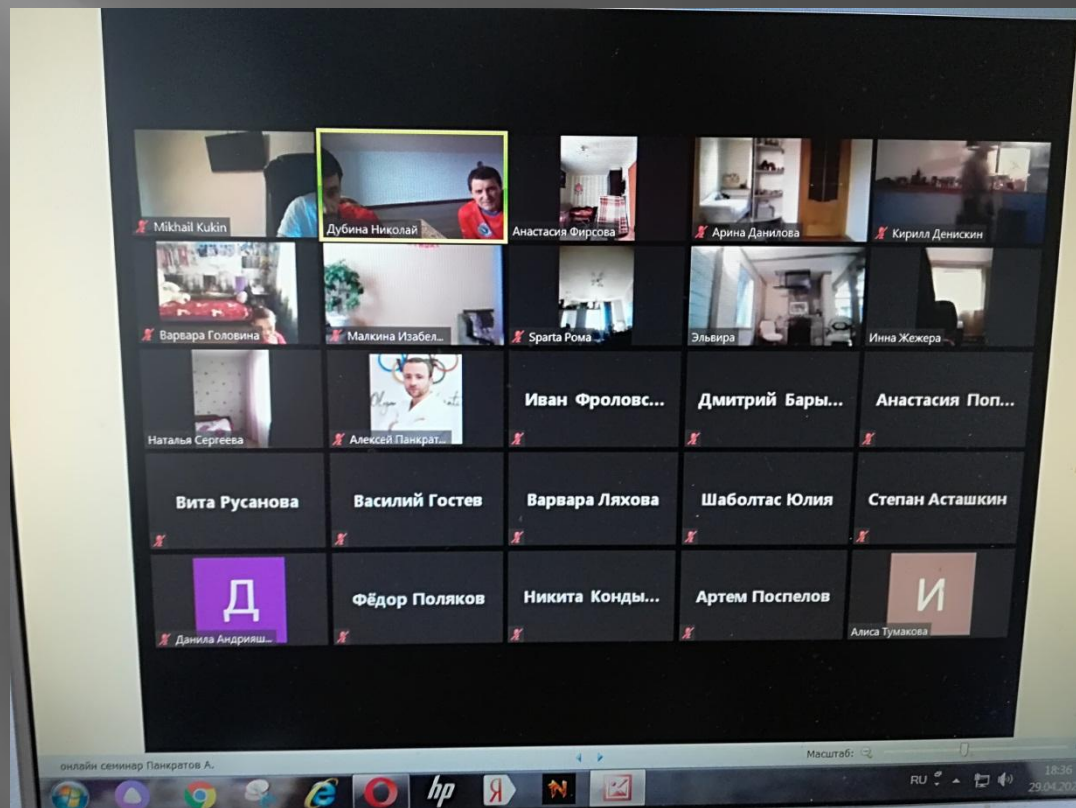 Mikhail Kukin
Дубина Николай
Анастасия Фирсова
Арина Данилова
Кирилл Денискин
Варвара Головина
Малкина Изабел...
Sparta Рома
Эльвира
Инна Жежера
Наталья Сергеева
Алексей Панкрат...
Иван Фроловс...
Дмитрий Бары...
Анастасия Поп...
Вита Русанова
Василий Гостев
Варвара Ляхова
Шаболтас Юлия
Степан Асташкин
Д
Данила Андрияш...
Фёдор Поляков
Никита Конды...
Артем Поспелов
И
Алиса Тумакова
онлайн семинар Панкратов А.
Масштаб:
hp
Я
RU
18:36